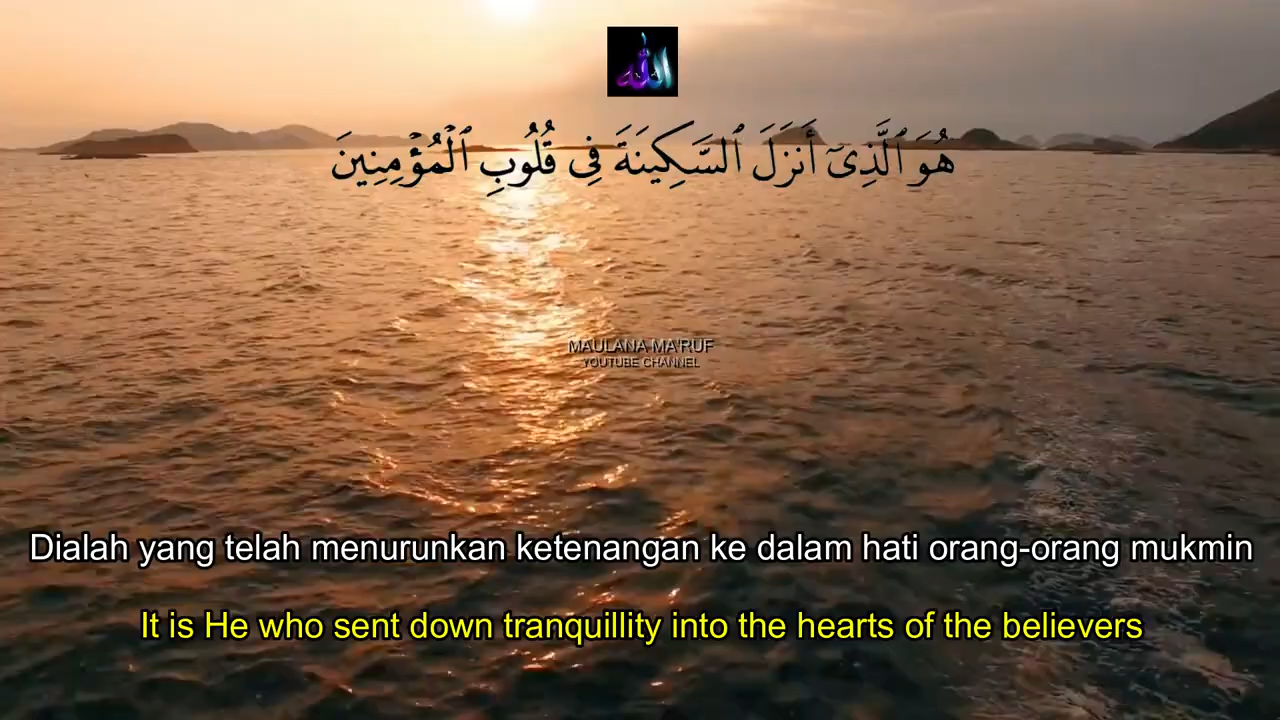 الله
هُوَ ٱلَّذِىٓ أَنزَلَ ٱلسَّكِينَةَ فِى قُلُوبِ ٱلْمُؤْمِنِينَ
MAULANA MA'RUF
YOUTUBE CHANNEL
Dialah yang telah menurunkan ketenangan ke dalam hati orang-orang mukmin
It is He who sent down tranquillity into the hearts of the believers